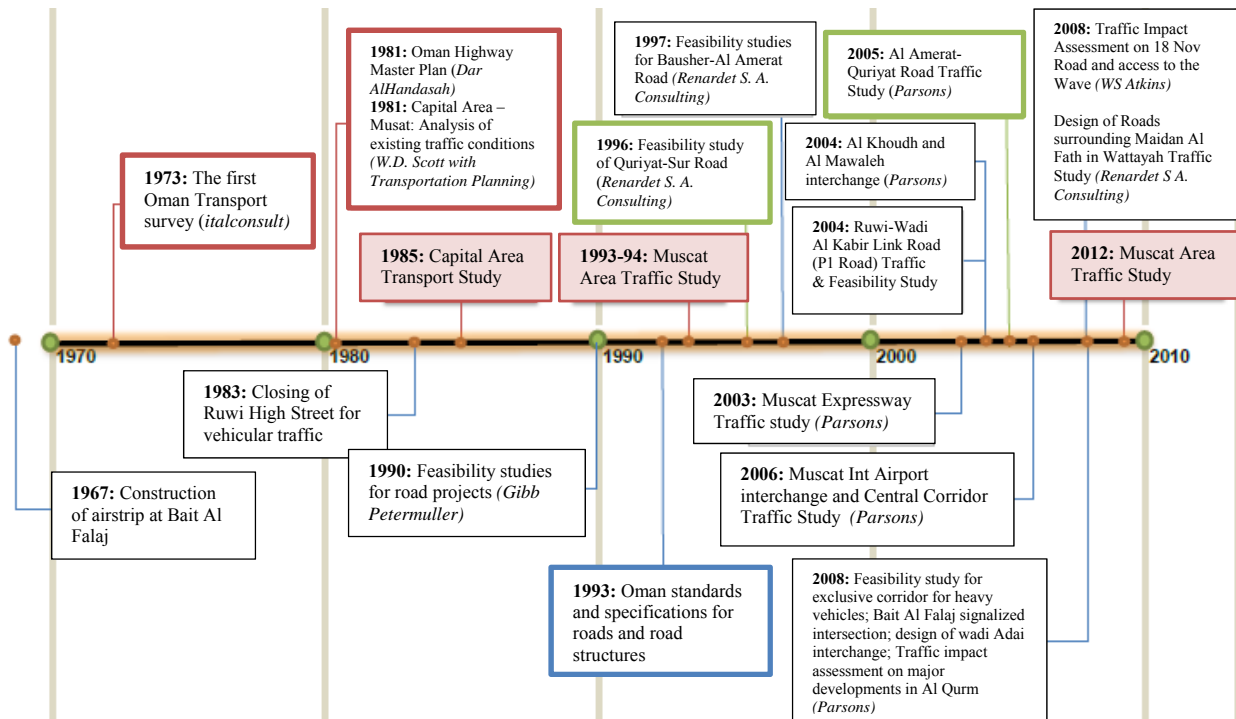 1973: The first
Oman Transport
survey (italconsult)
1981: Oman Highway
Master Plan (Dar
AlHandasah)
1981: Capital Area –
Musat: Analysis of
existing traffic conditions
(W.D. Scott with
Transportation Planning)
1985: Capital Area
Transport Study
1993-94: Muscat
Area Traffic Study
1996: Feasibility study
of Quriyat-Sur Road
(Renardet S. A.
Consulting)
1997: Feasibility studies
for Bausher-Al Amerat
Road (Renardet S. A.
Consulting)
2005: Al Amerat-
Quriyat Road Traffic
Study (Parsons)
2004: Al Khoudh and
Al Mawaleh
interchange (Parsons)
2004: Ruwi-Wadi
Al Kabir Link Road
(P1 Road) Traffic
& Feasibility Study
2008: Traffic Impact
Assessment on 18 Nov
Road and access to the
Wave (WS Atkins)
Design of Roads
surrounding Maidan Al
Fath in Wattayah Traffic
Study (Renardet S A.
Consulting)
2012: Muscat Area
Traffic Study
1970
1980
1990
2000
2010
1967: Construction
of airstrip at Bait Al
Falaj
1983: Closing of
Ruwi High Street for
vehicular traffic
1990: Feasibility studies
for road projects (Gibb
Petermuller)
1993: Oman standards
and specifications for
roads and road
structures
2003: Muscat Expressway
Traffic study (Parsons)
2006: Muscat Int Airport
interchange and Central Corridor
Traffic Study (Parsons)
2008: Feasibility study for
exclusive corridor for heavy
vehicles; Bait Al Falaj signalized
intersection; design of wadi Adai
interchange; Traffic impact
assessment on major
developments in Al Qurm
(Parsons)